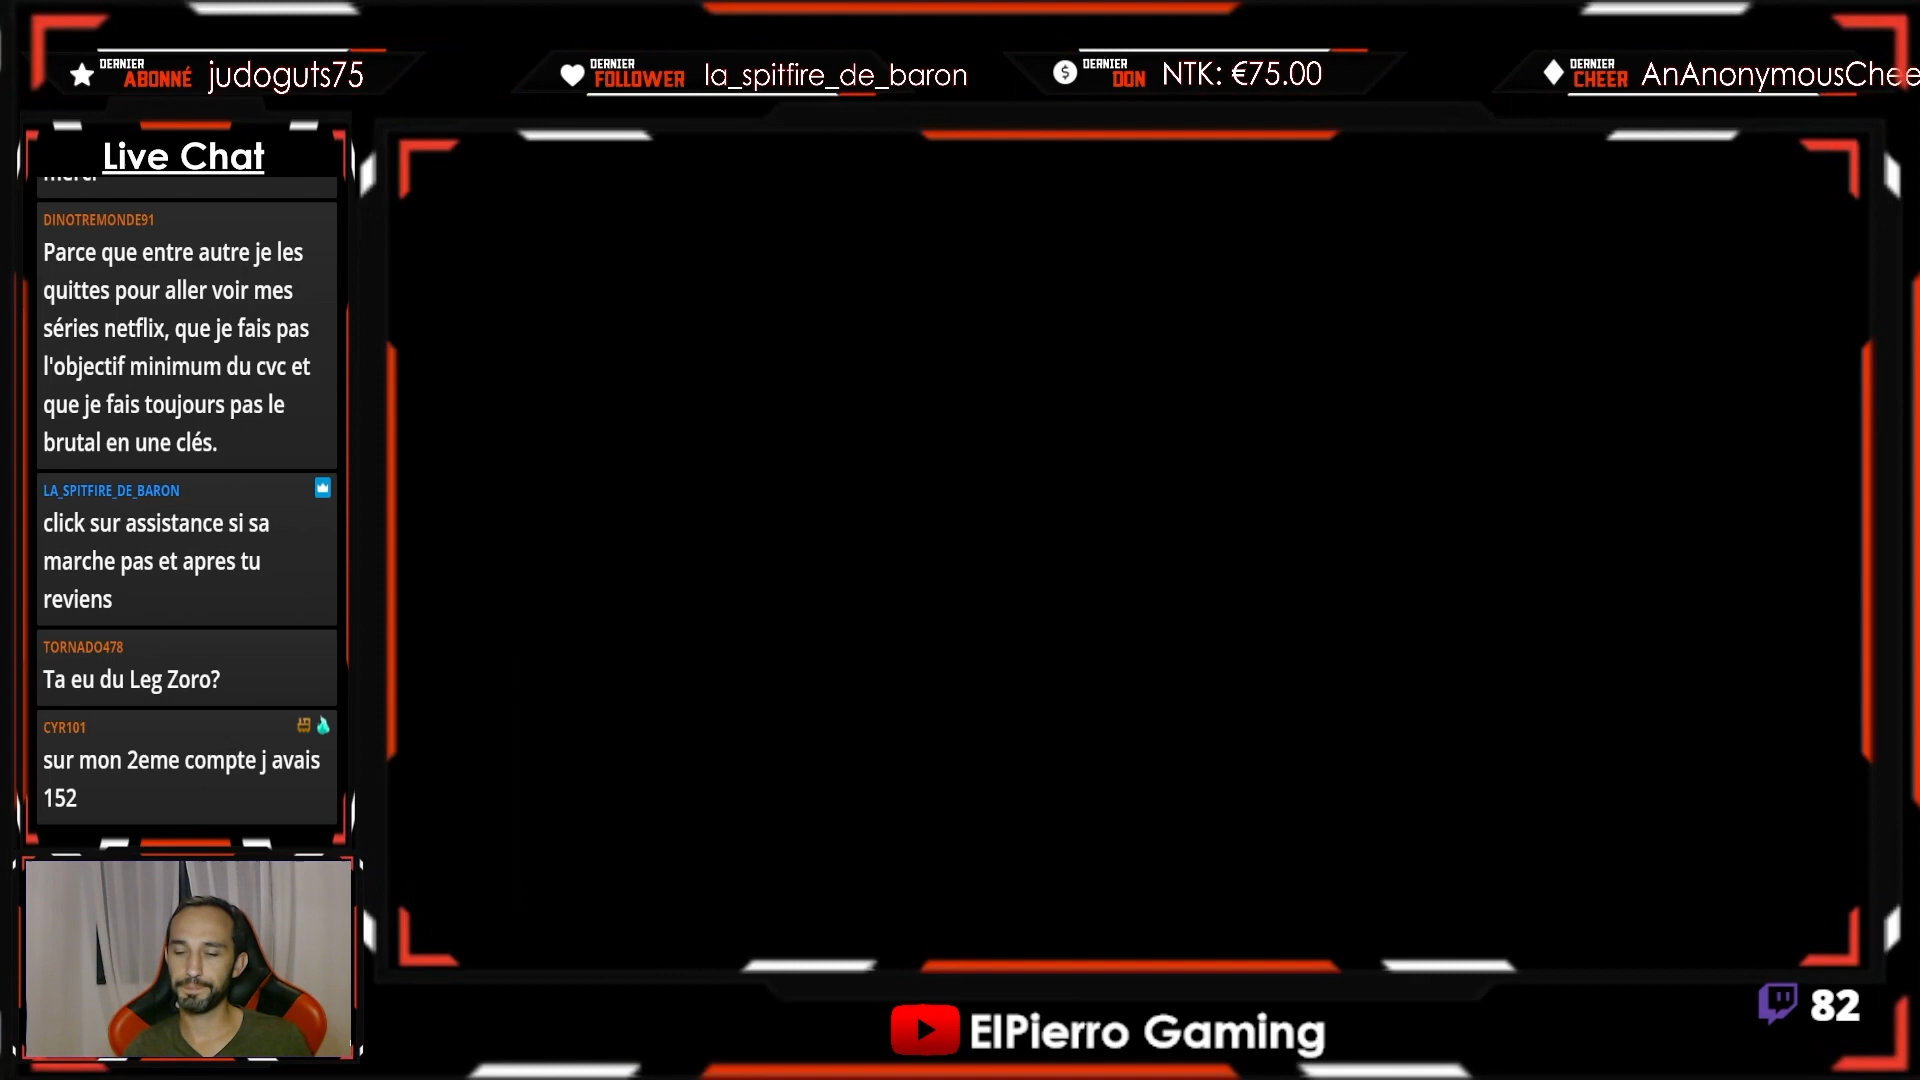 DERNIER ABONNÉ judoguts75
DERNIER FOLLOWER la_spitfire_de_baron
DERNIER DON NTK: €75.00
DERNIER CHEER AnAnonymousChee
Live Chat
merci
DINOTREMONDE91
Parce que entre autre je les
quittes pour aller voir mes
séries netflix, que je fais pas
l'objectif minimum du cvc et
que je fais toujours pas le
brutal en une clés.
LA_SPITFIRE_DE_BARON
click sur assistance si sa
marche pas et apres tu
reviens
TORNADO478
Ta eu du Leg Zoro?
CYR101
sur mon 2eme compte j avais
152
ElPierro Gaming
82